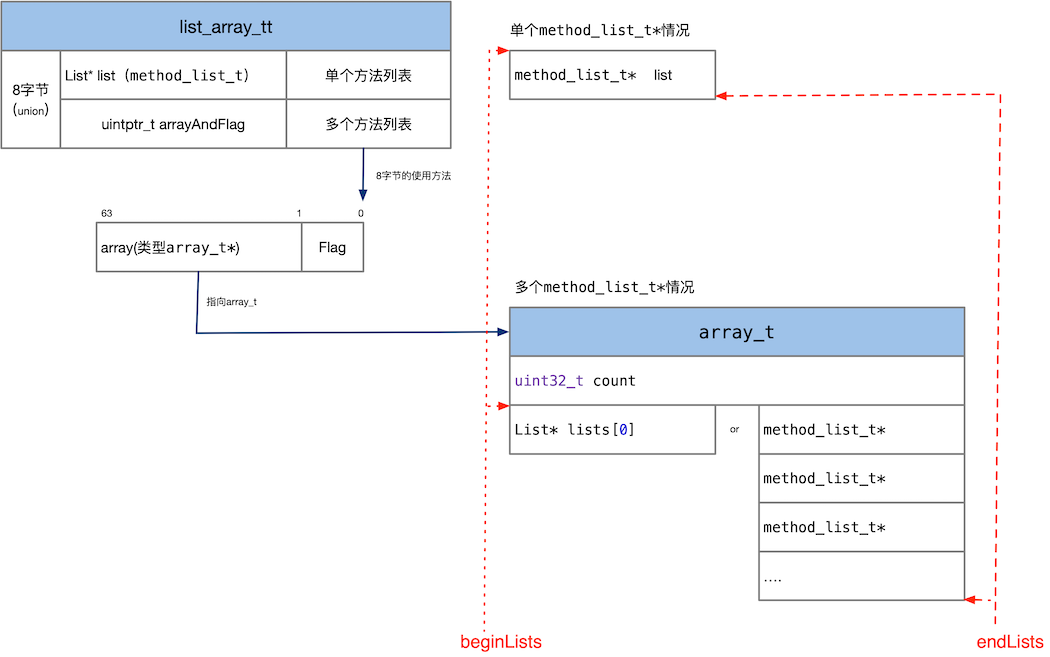 list_array_tt
8字节
(union)
List* list（method_list_t）
单个方法列表
uintptr_t arrayAndFlag
多个方法列表
8字节的使用方法
63
1
0
array(类型array_t*)
Flag
指向array_t
单个method_list_t*情况
method_list_t* list
多个method_list_t*情况
array_t
uint32_t count
List* lists[0]
or
method_list_t*
method_list_t*
method_list_t*
....
beginLists
endLists